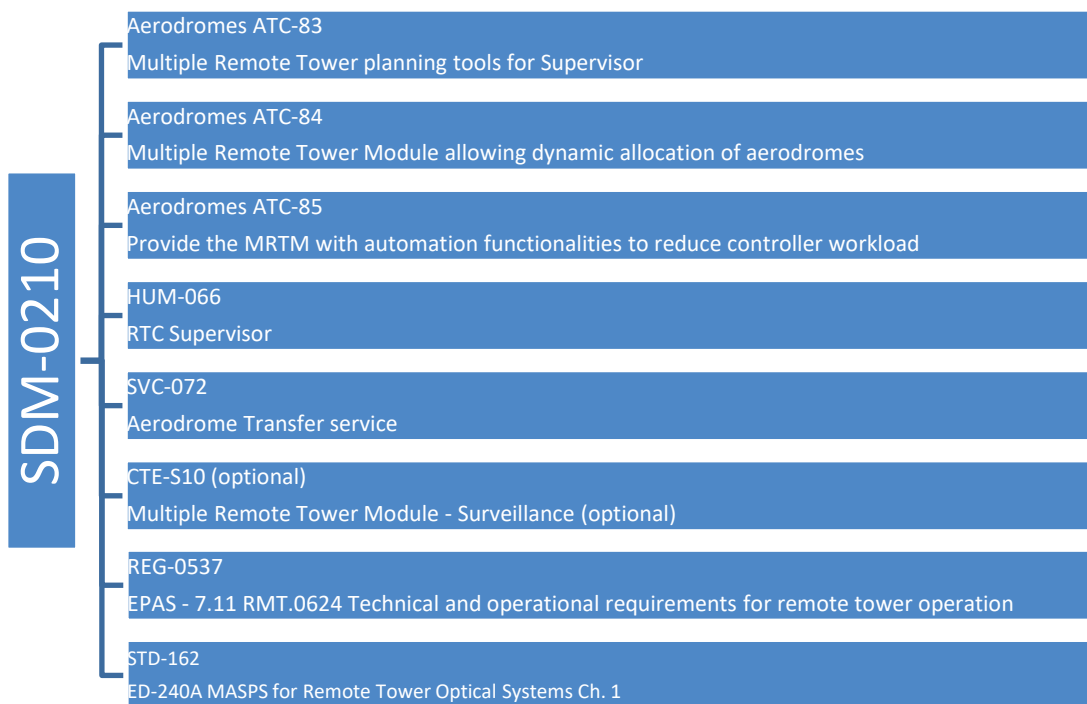 SDM-0210
Aerodromes ATC-83
Multiple Remote Tower planning tools for Supervisor
Aerodromes ATC-84
Multiple Remote Tower Module allowing dynamic allocation of aerodromes
Aerodromes ATC-85
Provide the MRTM with automation functionalities to reduce controller workload
HUM-066
RTC Supervisor
SVC-072
Aerodrome Transfer service
CTE-S10 (optional)
Multiple Remote Tower Module - Surveillance (optional)
REG-0537
EPAS - 7.11 RMT.0624 Technical and operational requirements for remote tower operation
STD-162
ED-240A MASPS for Remote Tower Optical Systems Ch. 1